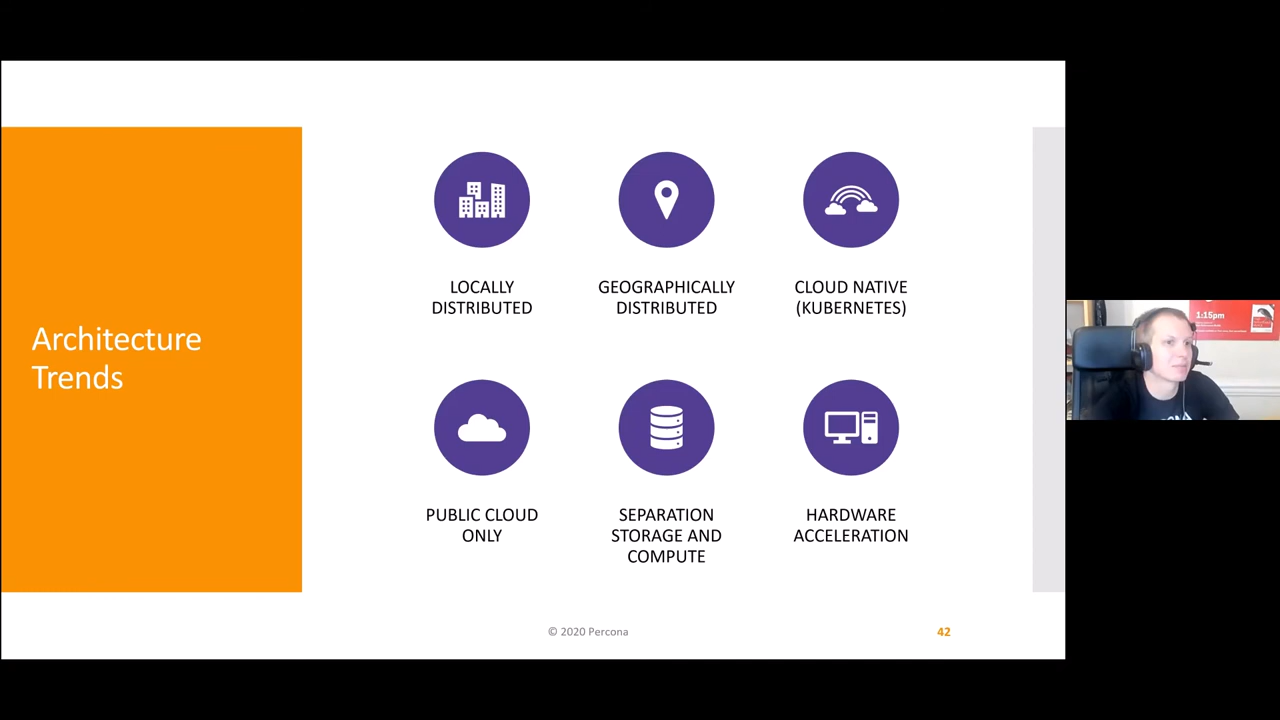 Architecture
Trends
LOCALLY
DISTRIBUTED
GEOGRAPHICALLY
DISTRIBUTED
CLOUD NATIVE
(KUBERNETES)
PUBLIC CLOUD
ONLY
SEPARATION
STORAGE AND
COMPUTE
HARDWARE
ACCELERATION
© 2020 Percona
42
1:15pm